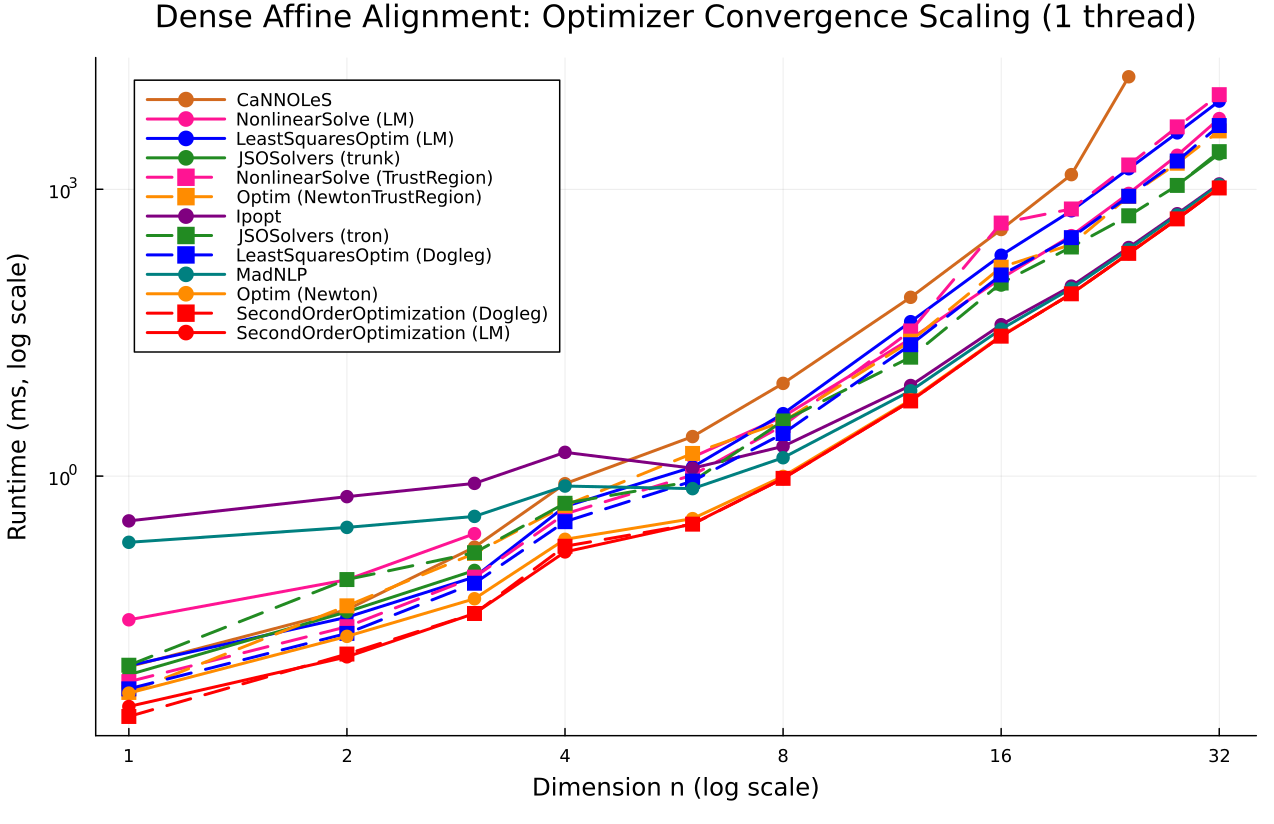 Dense Affine Alignment: Optimizer Convergence Scaling (1 thread)
CaNNOLeS
NonlinearSolve (LM)
LeastSquaresOptim (LM)
JSOSolvers (trunk)
NonlinearSolve (TrustRegion)
Optim (NewtonTrustRegion)
Ipopt
JSOSolvers (tron)
LeastSquaresOptim (Dogleg)
MadNLP
Optim (Newton)
SecondOrderOptimization (Dogleg)
SecondOrderOptimization (LM)
Runtime (ms, log scale)
10³
10⁰
1 2 4 8 16 32
Dimension n (log scale)